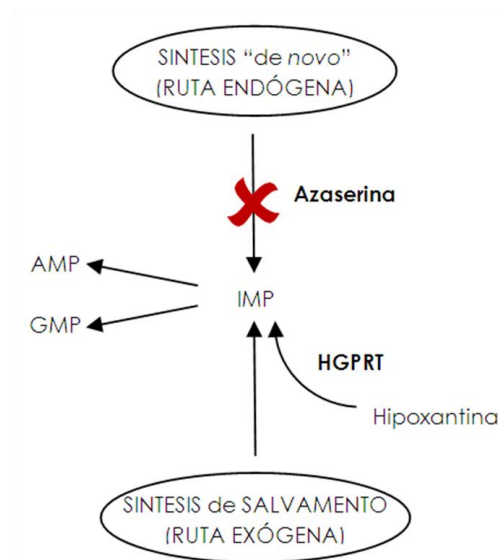 SINTESIS “de novo”
(RUTA ENDÓGENA)
Azaserina
AMP
IMP
GMP
HGPRT
Hipoxantina
SINTESIS de SALVAMENTO
(RUTA EXÓGENA)